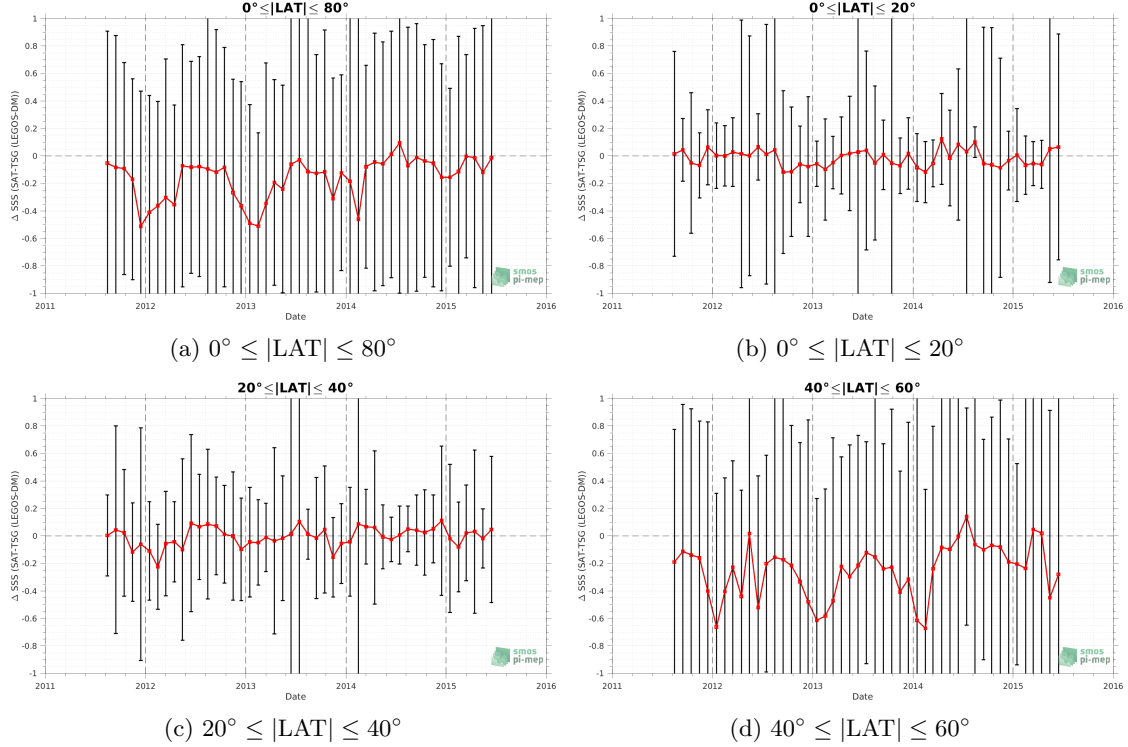 0°≤|LAT|≤ 80°
Δ SSS (SAT-TSG (LEGOS-DM))
1
0.8
0.6
0.4
0.2
0
-0.2
-0.4
-0.6
-0.8
-1
2011
2012
2013
2014
2015
2016
Date
smos
pi-mep
(a) 0° ≤ |LAT| ≤ 80°
0°≤|LAT|≤ 20°
Δ SSS (SAT-TSG (LEGOS-DM))
1
0.8
0.6
0.4
0.2
0
-0.2
-0.4
-0.6
-0.8
-1
2011
2012
2013
2014
2015
2016
Date
smos
pi-mep
(b) 0° ≤ |LAT| ≤ 20°
20°≤|LAT|≤ 40°
Δ SSS (SAT-TSG (LEGOS-DM))
1
0.8
0.6
0.4
0.2
0
-0.2
-0.4
-0.6
-0.8
-1
2011
2012
2013
2014
2015
2016
Date
smos
pi-mep
(c) 20° ≤ |LAT| ≤ 40°
40°≤|LAT|≤ 60°
Δ SSS (SAT-TSG (LEGOS-DM))
1
0.8
0.6
0.4
0.2
0
-0.2
-0.4
-0.6
-0.8
-1
2011
2012
2013
2014
2015
2016
Date
smos
pi-mep
(d) 40° ≤ |LAT| ≤ 60°